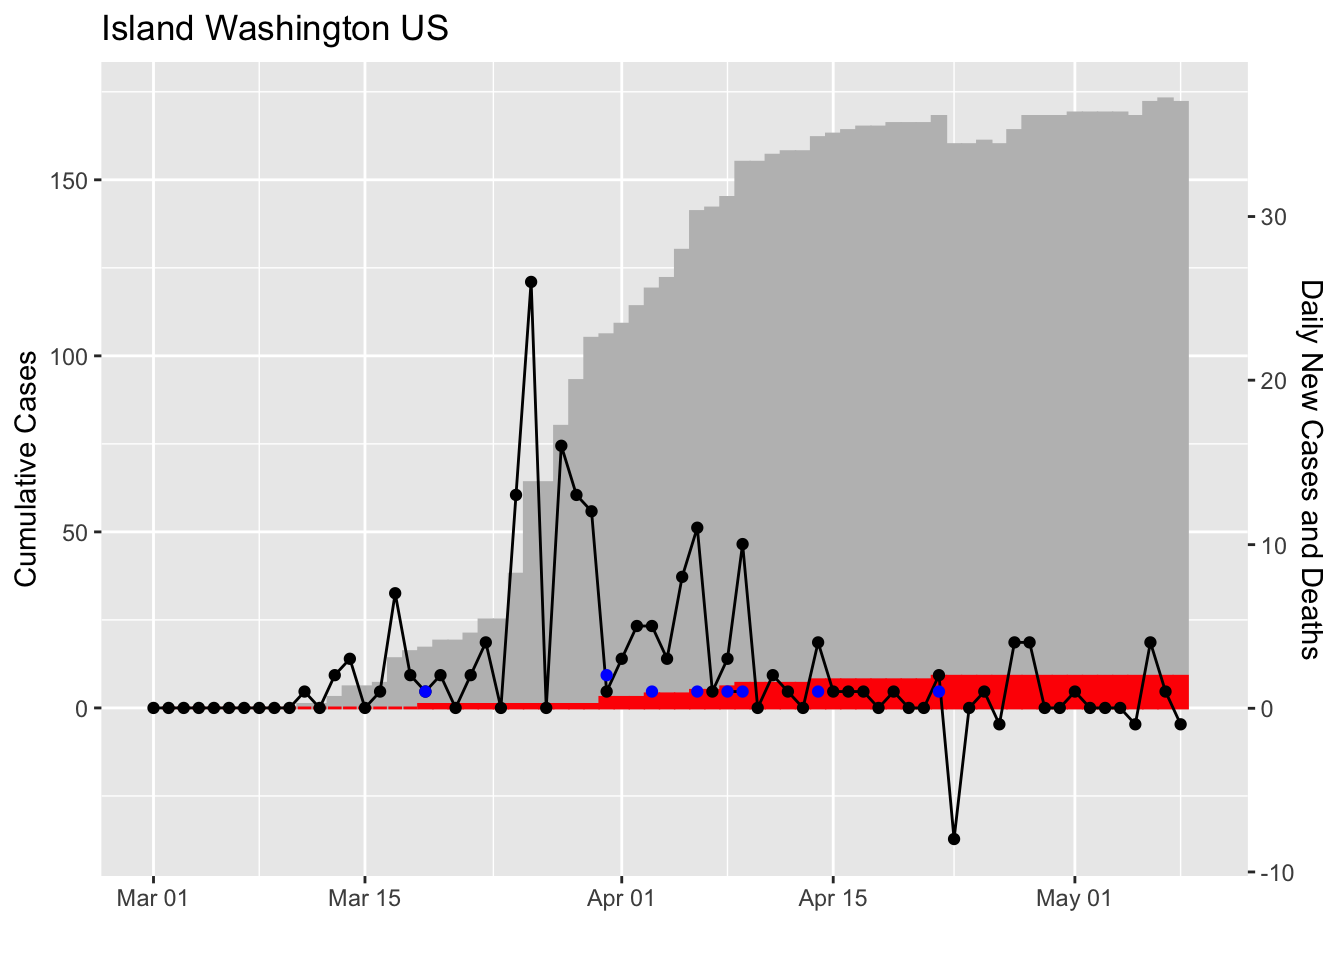 Island Washington US
Cumulative Cases
150
100
50
0
30
20
10
0
-10
Daily New Cases and Deaths
Mar 01
Mar 15
Apr 01
Apr 15
May 01